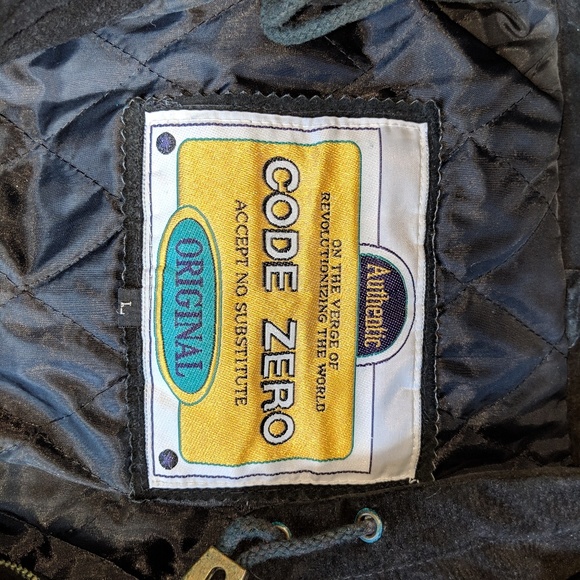 Authentic
ON THE VERGE OF
REVOLUTIONIZING THE WORLD
CODE ZERO
ACCEPT NO SUBSTITUTE
ORIGINAL
L